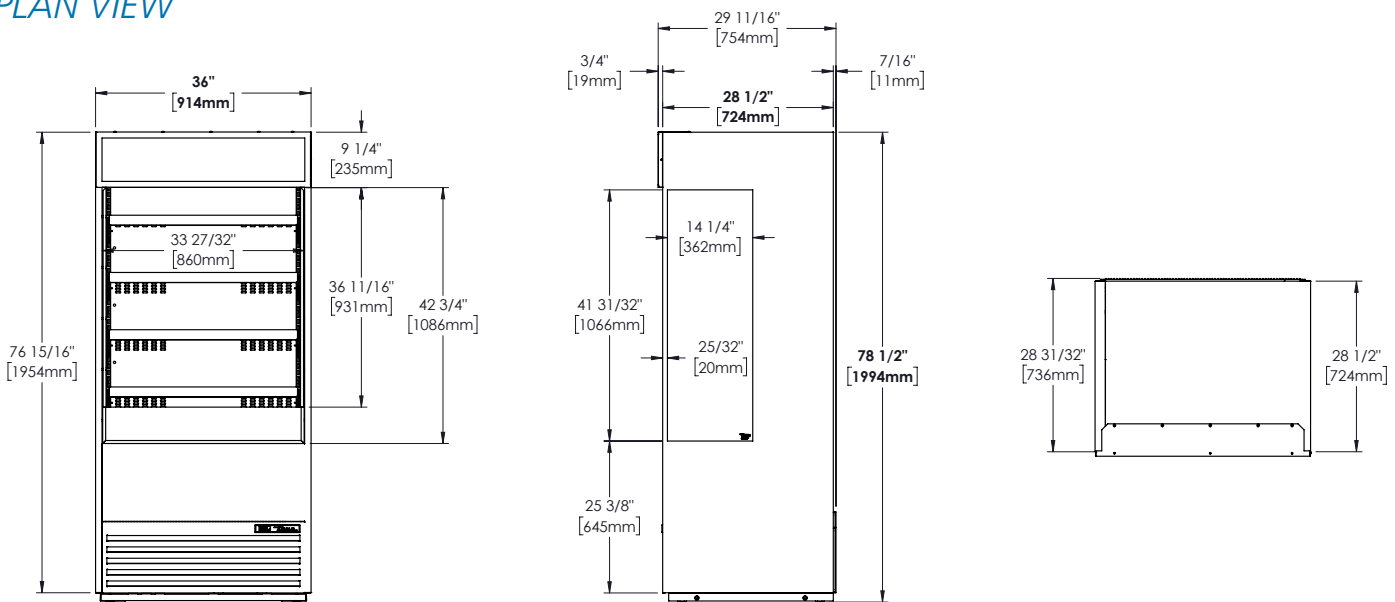 PLAN VIEW
36"
[914mm]
9 1/4"
[235mm]
33 27/32"
[860mm]
36 11/16"
[931mm]
42 3/4"
[1086mm]
76 15/16"
[1954mm]
29 11/16"
[754mm]
3/4"
[19mm]
7/16"
[11mm]
28 1/2"
[724mm]
14 1/4"
[362mm]
41 31/32"
[1066mm]
25/32"
[20mm]
78 1/2"
[1994mm]
25 3/8"
[645mm]
28 31/32"
[736mm]
28 1/2"
[724mm]